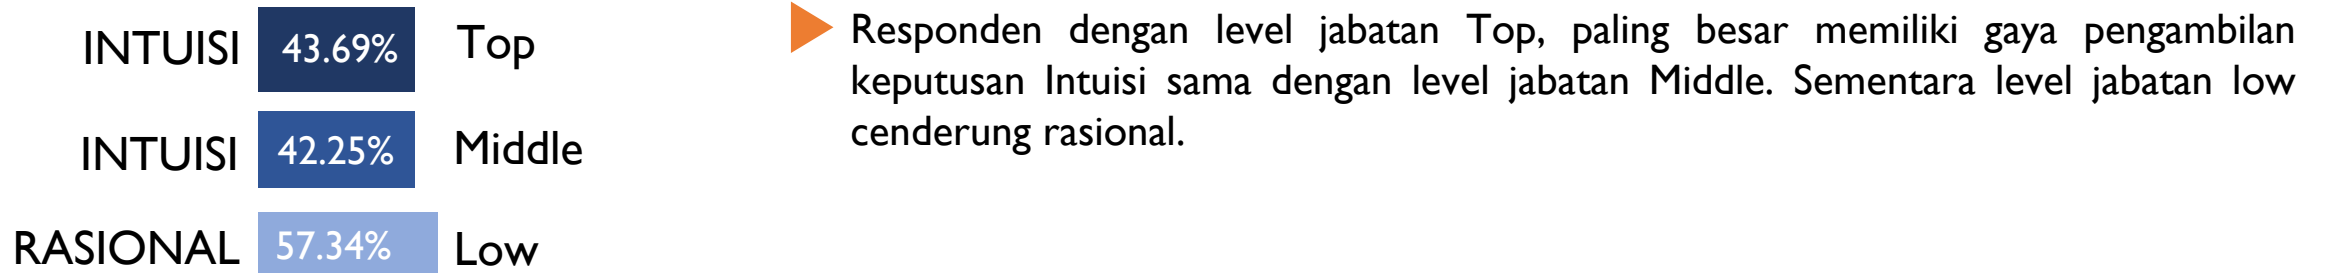 INTUISI 43.69% Top
INTUISI 42.25% Middle
RASIONAL 57.34% Low
Responden dengan level jabatan Top, paling besar memiliki gaya pengambilan
keputusan Intuisi sama dengan level jabatan Middle. Sementara level jabatan low
cenderung rasional.